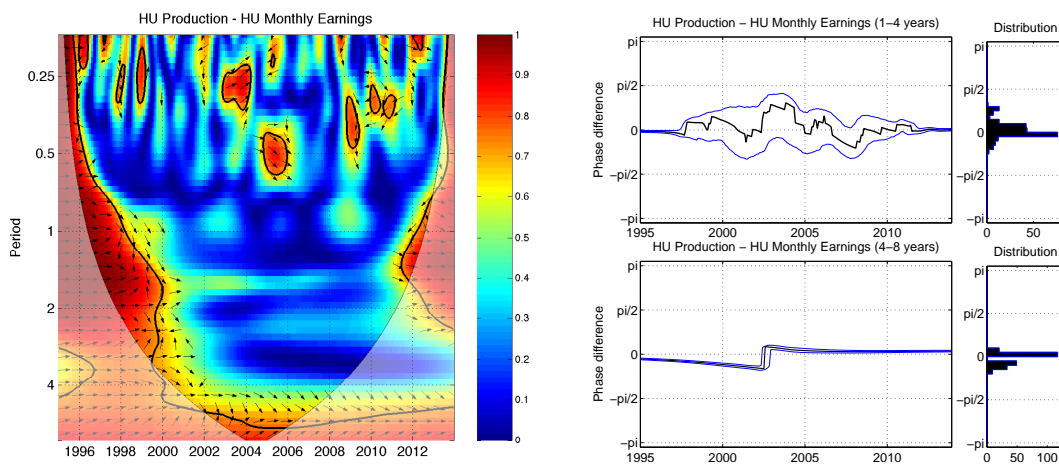 HU Production - HU Monthly Earnings
Period
0.25
0.5
1
2
4
1996 1998 2000 2002 2004 2006 2008 2010 2012
1
0.9
0.8
0.7
0.6
0.5
0.4
0.3
0.2
0.1
0
HU Production – HU Monthly Earnings (1–4 years)
Phase difference
pi
pi/2
0
−pi/2
−pi
1995 2000 2005 2010
Distribution
pi
pi/2
0
−pi/2
−pi
0 50
HU Production – HU Monthly Earnings (4–8 years)
Phase difference
pi
pi/2
0
−pi/2
−pi
1995 2000 2005 2010
Distribution
pi
pi/2
0
−pi/2
−pi
0 50 100